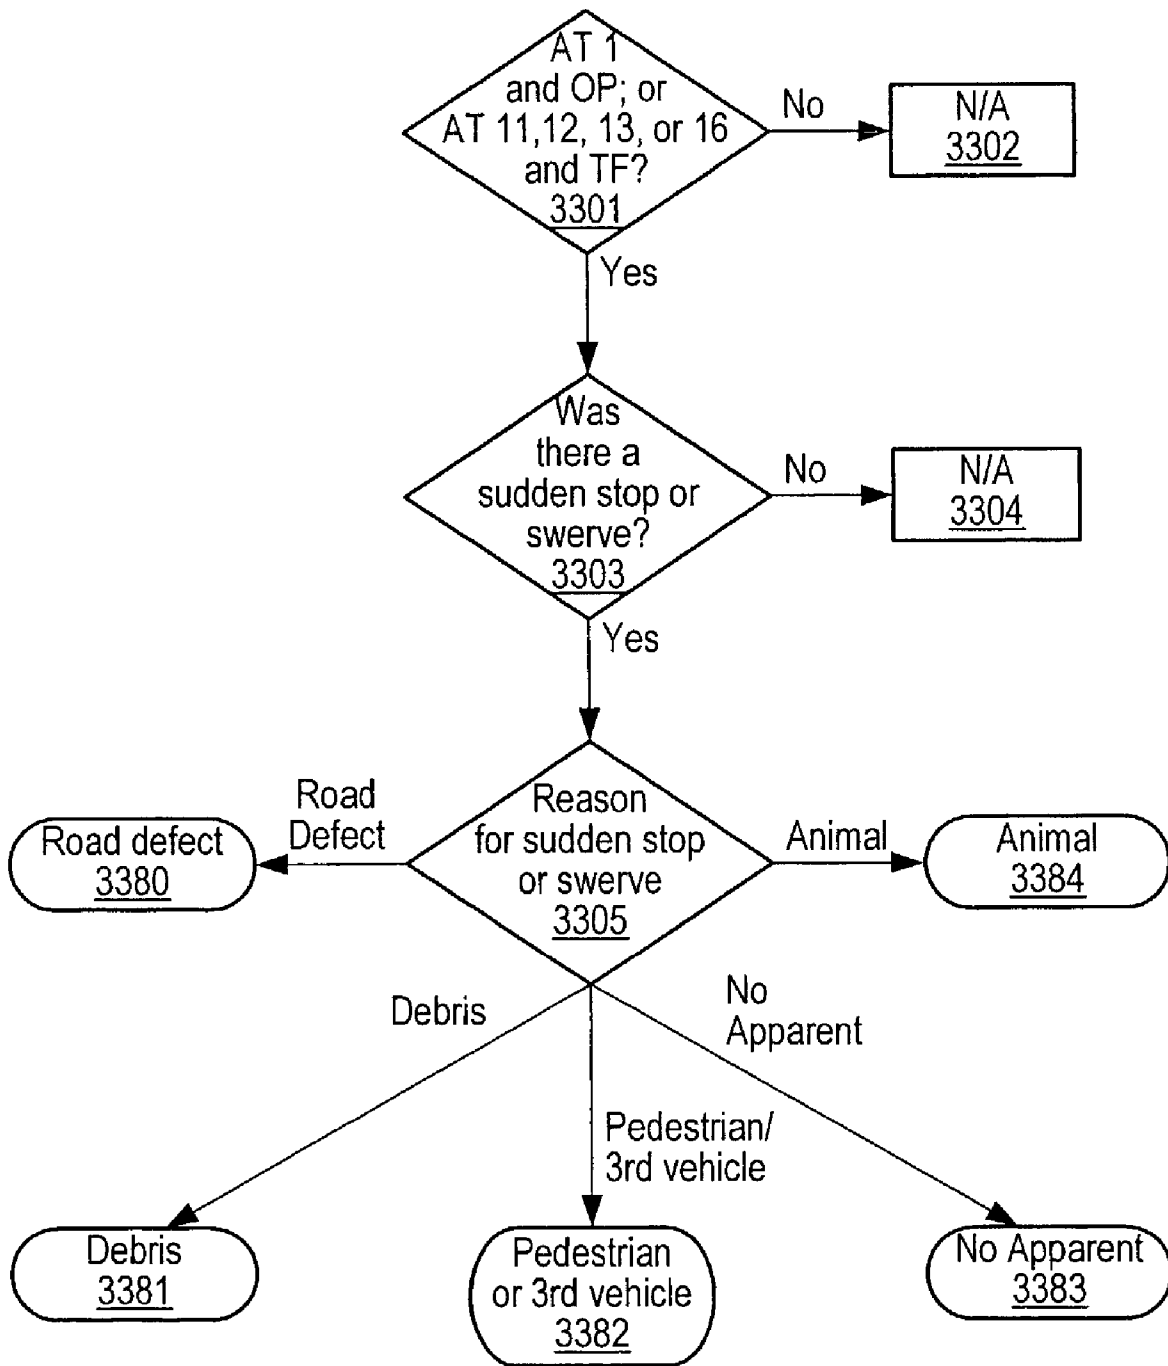 AT 1
and OP; or
AT 11,12, 13, or 16
and TF?
3301
No
N/A
3302
Yes
Was
there a
sudden stop or
swerve?
3303
No
N/A
3304
Yes
Reason
for sudden stop
or swerve
3305
Road
Defect
Road defect
3380
Animal
Animal
3384
Debris
No
Apparent
Pedestrian/
3rd vehicle
Debris
3381
Pedestrian
or 3rd vehicle
3382
No Apparent
3383